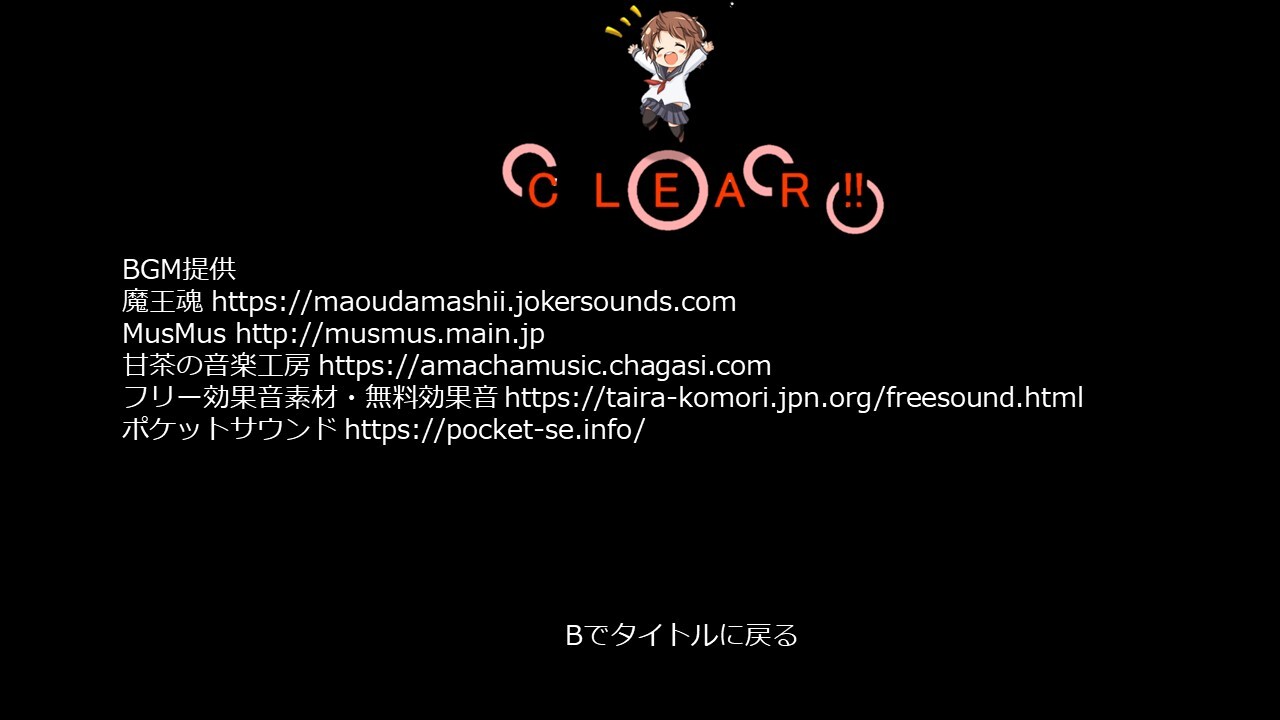 CLEAR!!
BGM提供
魔王魂 https://maoudamashii.jokersounds.com
MusMus http://musmus.main.jp
甘茶の音楽工房 https://amachamusic.chagasi.com
フリー効果音素材・無料効果音 https://taira-komori.jpn.org/freesound.html
ポケットサウンド https://pocket-se.info/
Bでタイトルに戻る